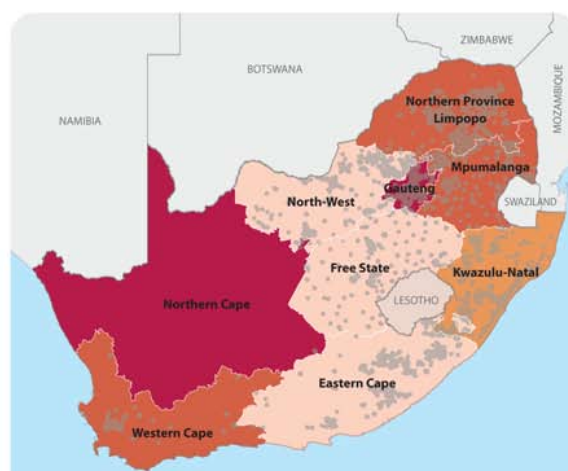 ZIMBABWE
BOTSWANA
MOZAMBIQUE
NAMIBIA
Northern Province
Limpopo
Mpumalanga
Gauteng
SWAZILAND
North-West
Free State
Kwazulu-Natal
LESOTHO
Northern Cape
Eastern Cape
Western Cape